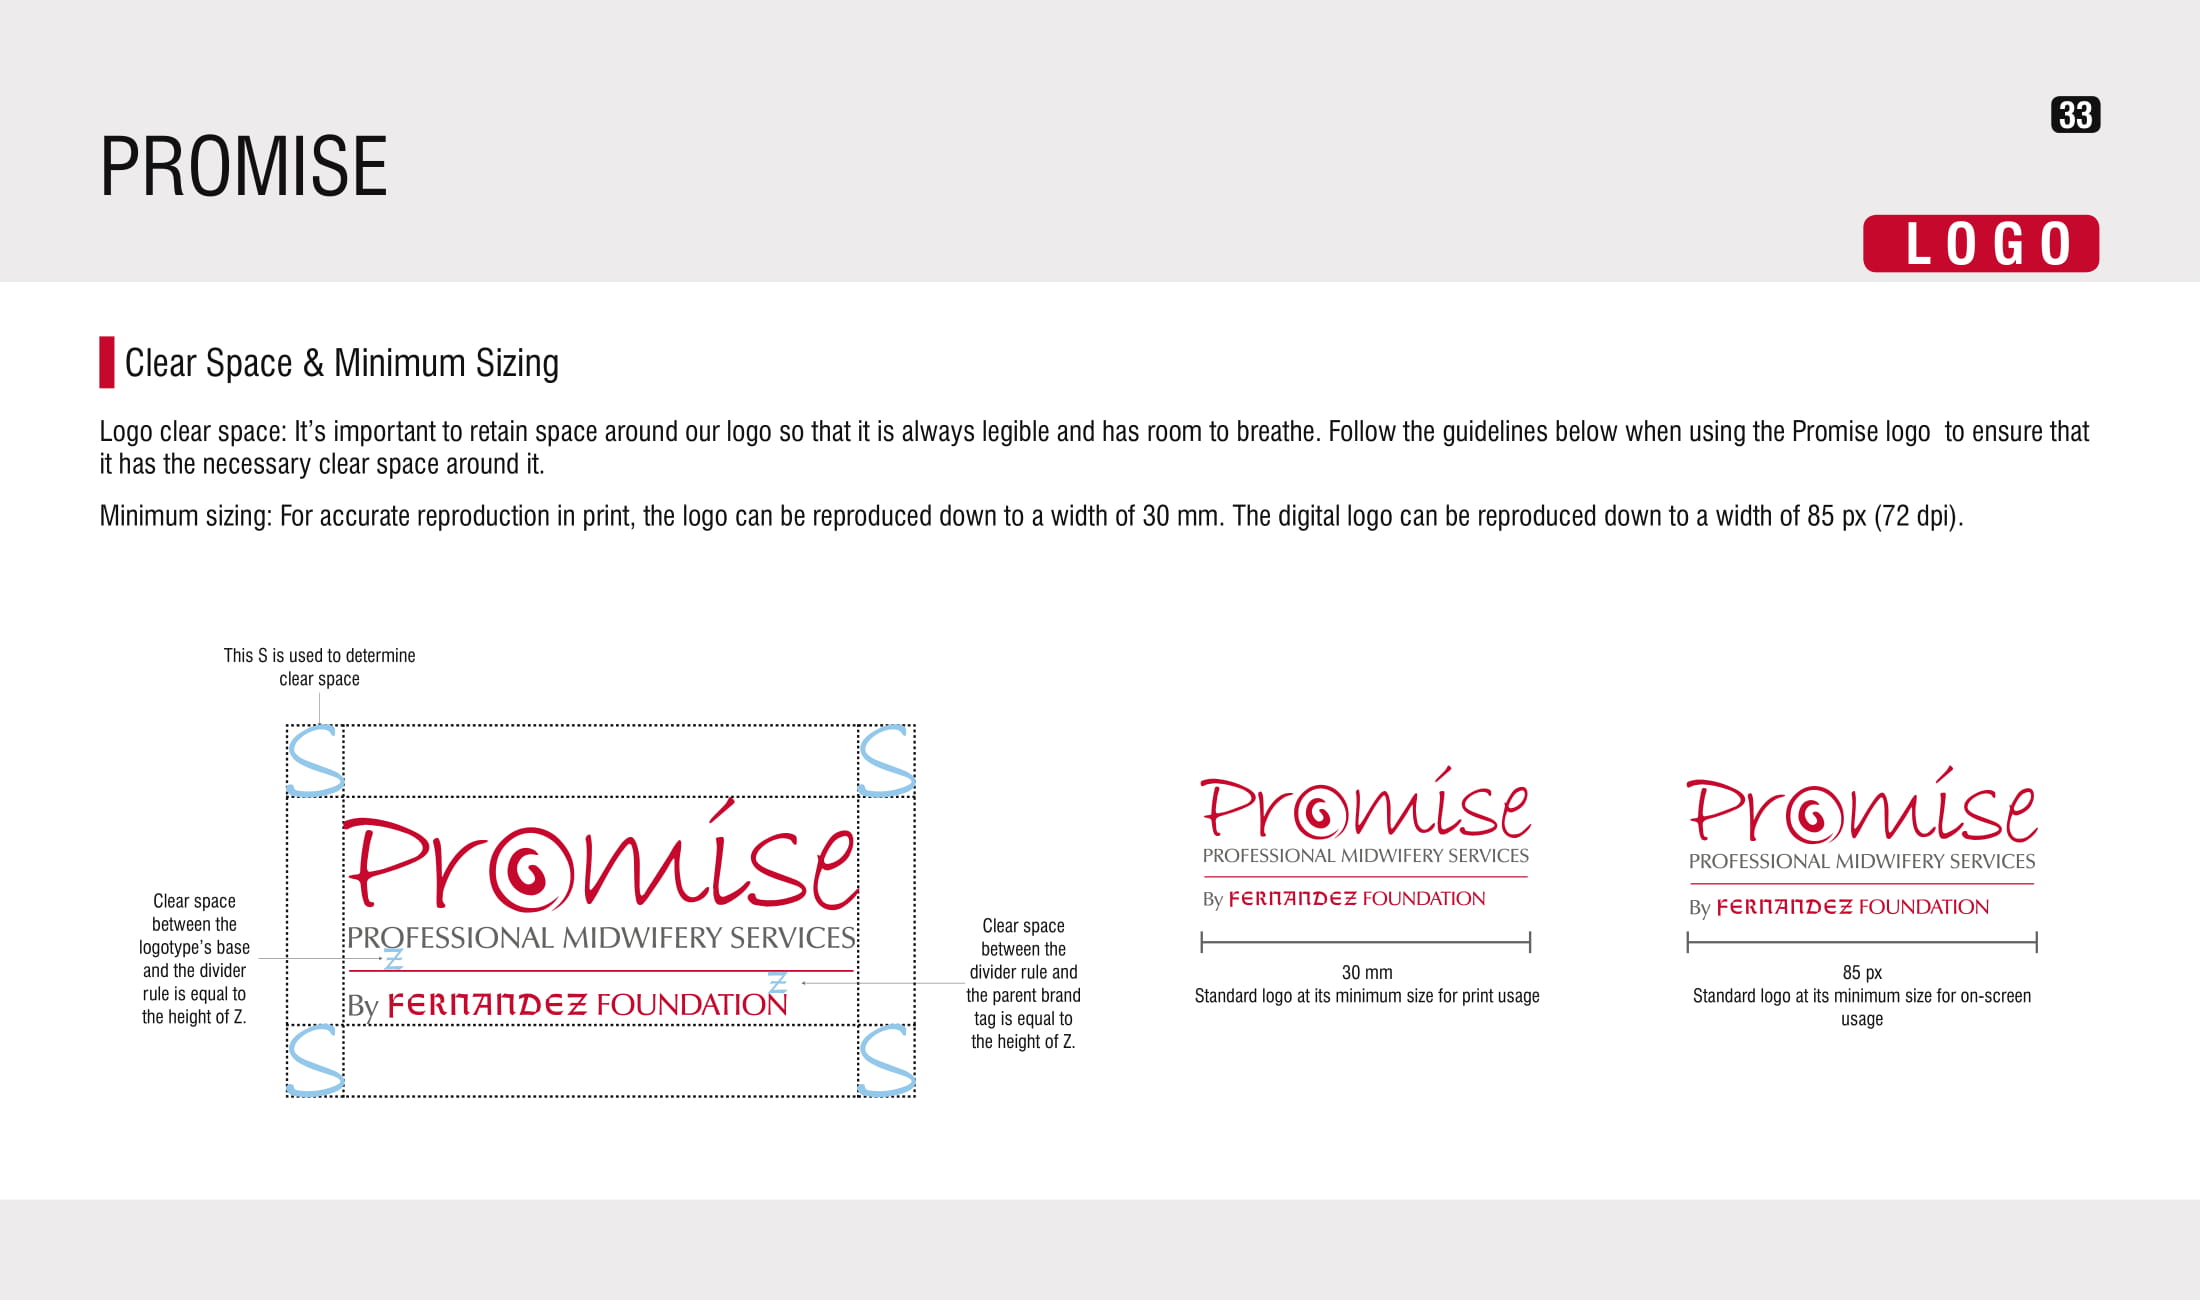 33
PROMISE
LOGO
Clear Space & Minimum Sizing
Logo clear space: It’s important to retain space around our logo so that it is always legible and has room to breathe. Follow the guidelines below when using the Promise logo  to ensure that
it has the necessary clear space around it.
Minimum sizing: For accurate reproduction in print, the logo can be reproduced down to a width of 30 mm. The digital logo can be reproduced down to a width of 85 px (72 dpi).
This S is used to determine
clear space
S
S
Promise
PROFESSIONAL MIDWIFERY SERVICES
Z
Z
By FERNANDEZ FOUNDATION
S
S
Clear space
between the
logotype’s base
and the divider
rule is equal to
the height of Z.
Clear space
between the
divider rule and
the parent brand
tag is equal to
the height of Z.
Promise
PROFESSIONAL MIDWIFERY SERVICES
By FERNANDEZ FOUNDATION
30 mm
Standard logo at its minimum size for print usage
Promise
PROFESSIONAL MIDWIFERY SERVICES
By FERNANDEZ FOUNDATION
85 px
Standard logo at its minimum size for on-screen
usage